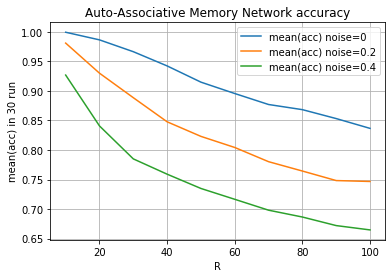 Auto-Associative Memory Network accuracy
mean(acc) noise=0
mean(acc) noise=0.2
mean(acc) noise=0.4
mean(acc) in 30 run
1.00
0.95
0.90
0.85
0.80
0.75
0.70
0.65
20 40 60 80 100
R